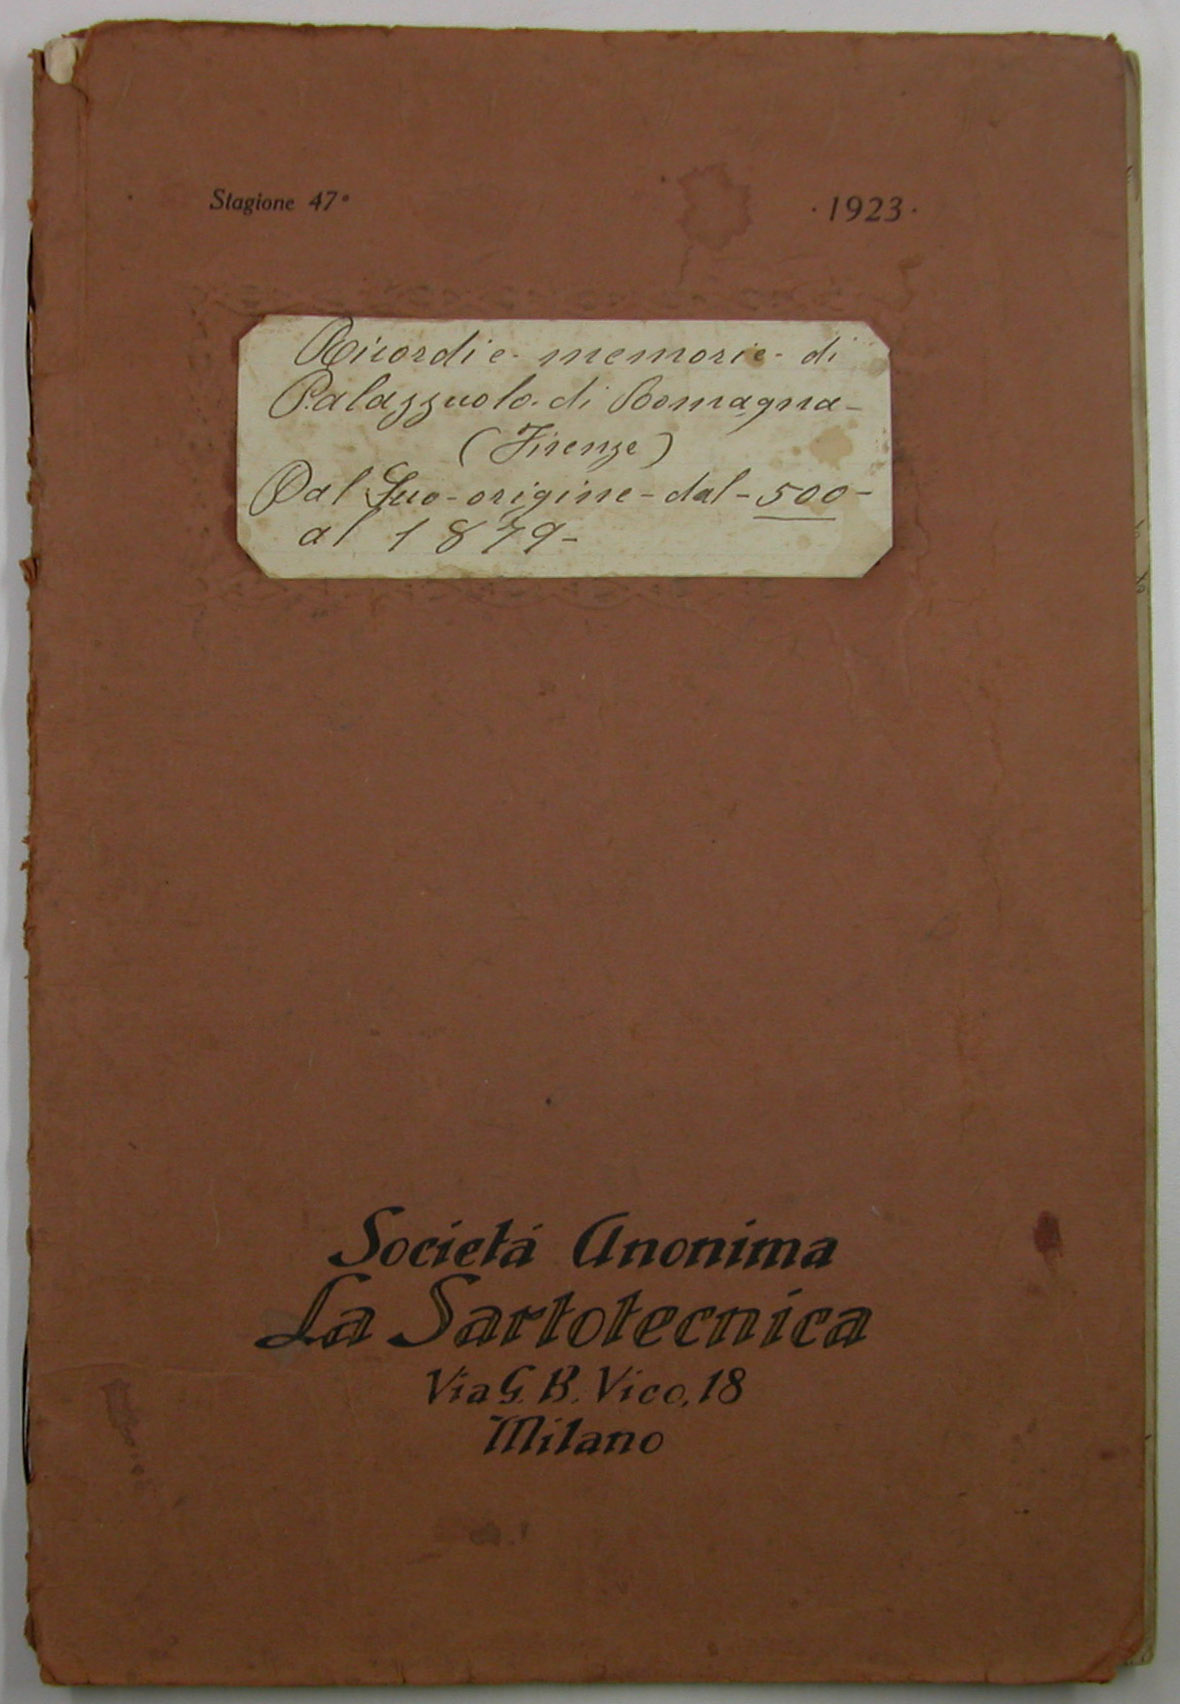 Stagione 47º
· 1923 ·
Ricordi e memorie di
Palazzuolo di Romagna -
(Firenze)
Dal Suo - origine - dal - 500 -
al 1879 -
Società Anonima
La Sartotecnica
Via G. B. Vico, 18
Milano